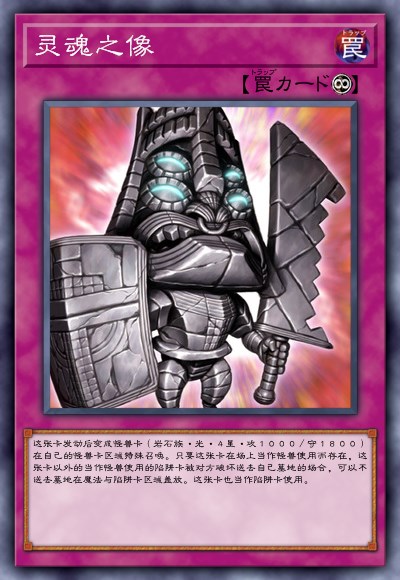 灵魂之像
トラップ
罠
トラップ
【罠カード】
这张卡发动后变成怪兽卡（岩石族·光·4星·攻1000/守1800）
在自己的怪兽卡区域特殊召唤。只要这张卡在场上当作怪兽使用而存在，这
张卡以外的当作怪兽使用的陷阱卡被对方破坏送去自己墓地的场合，可以不
送去墓地在魔法与陷阱卡区域盖放。这张卡也当作陷阱卡使用。